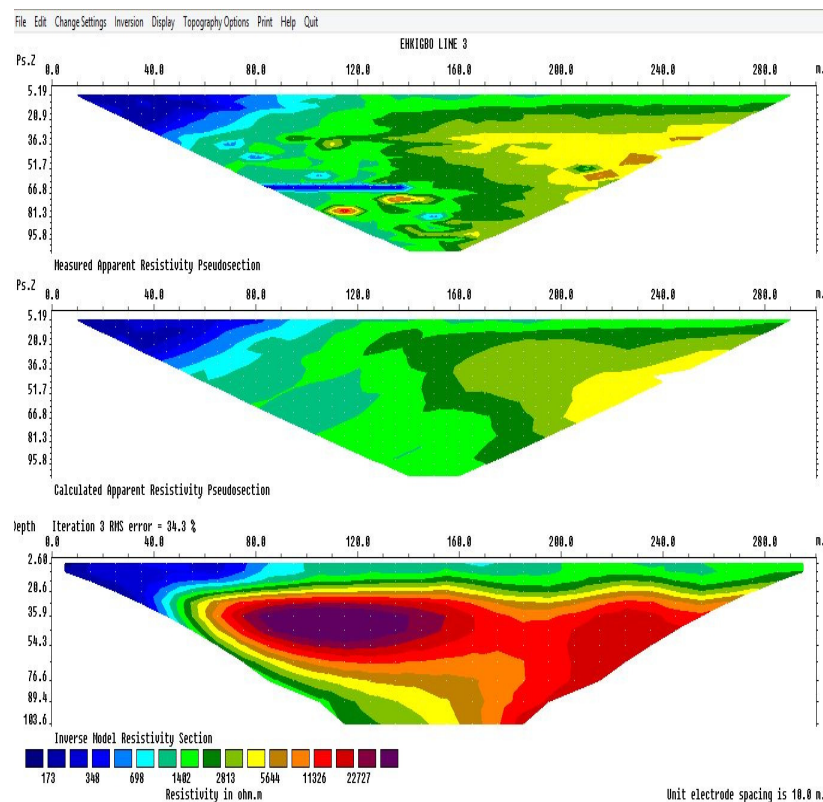 File Edit Change Settings Inversion Display Topography Options Print Help Quit
EHKIGBO LINE 3
Ps.Z 0.0 40.0 80.0 120.0 160.0 200.0 240.0 280.0 m.
5.19
20.9
36.3
51.7
66.8
81.3
95.8
Measured Apparent Resistivity Pseudosection
Ps.Z 0.0 40.0 80.0 120.0 160.0 200.0 240.0 280.0 m.
5.19
20.9
36.3
51.7
66.8
81.3
95.8
Calculated Apparent Resistivity Pseudosection
Depth Iteration 3 RMS error = 34.3 %
0.0 40.0 80.0 120.0 160.0 200.0 240.0 280.0 m.
2.60
20.6
35.9
54.3
76.6
89.4
103.6
Inverse Model Resistivity Section
173 348 698 1402 2813 5644 11326 22727
Resistivity in ohm.m
Unit electrode spacing is 10.0 m.